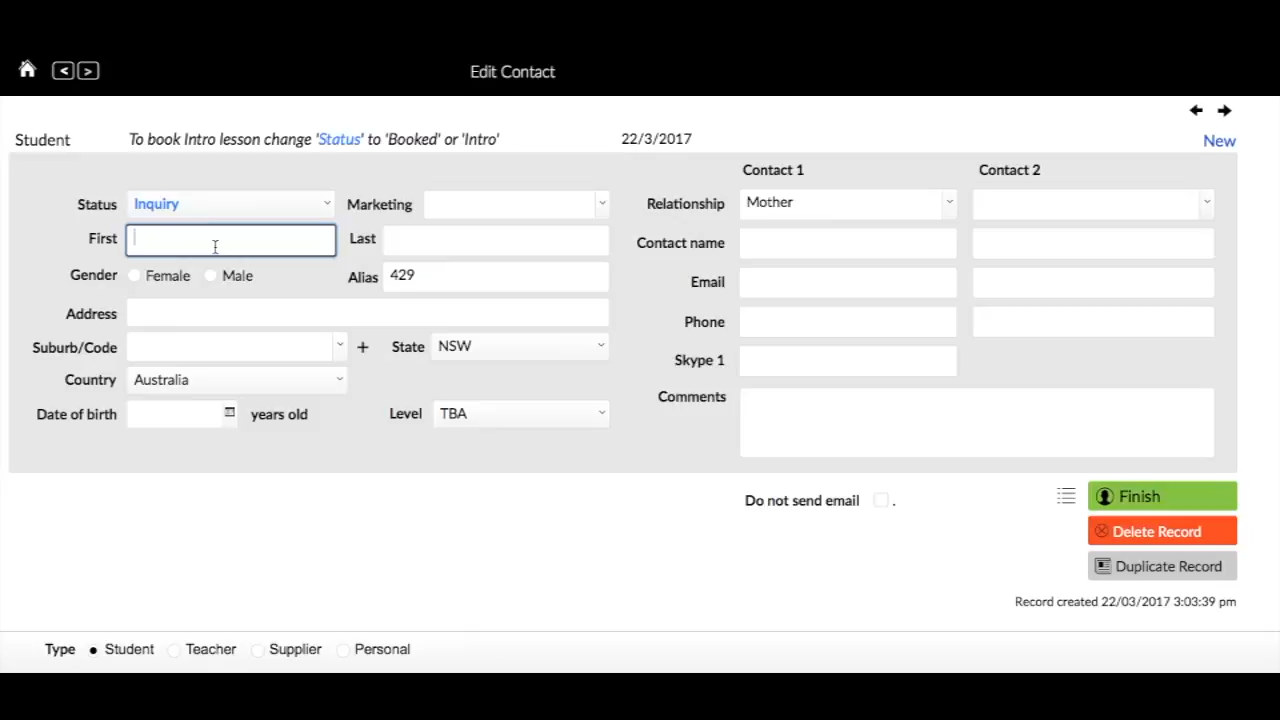 < >
Edit Contact
Student To book Intro lesson change 'Status' to 'Booked' or 'Intro' 22/3/2017 New
Contact 1 Contact 2
Status Inquiry Marketing Relationship Mother
First Last Contact name
Gender Female Male Alias 429 Email
Address Phone
Suburb/Code + State NSW Skype 1
Country Australia Comments
Date of birth years old Level TBA
Do not send email .
Finish
Delete Record
Duplicate Record
Record created 22/03/2017 3:03:39 pm
Type Student Teacher Supplier Personal